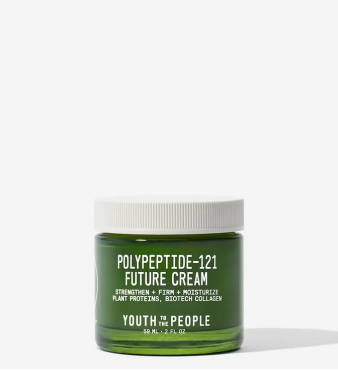 POLYPEPTIDE-121
FUTURE CREAM
STRENGTHEN + FIRM + MOISTURIZE
PLANT PROTEINS, BIOTECH COLLAGEN
YOUTH TO THE PEOPLE
59 ML • 2 FL OZ